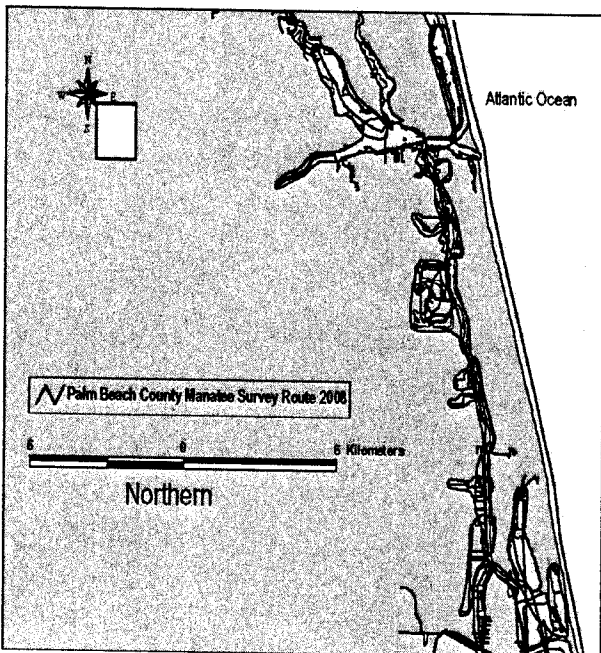 N
W E
S
Atlantic Ocean
Palm Beach County Manatee Survey Route 2008
6 0 6 Kilometers
Northern